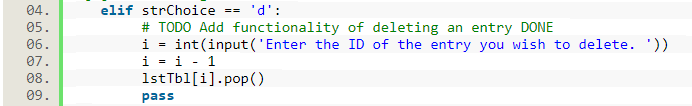 04. elif strChoice == 'd':
05. # TODO Add functionality of deleting an entry DONE
06. i = int(input('Enter the ID of the entry you wish to delete. '))
07. i = i - 1
08. lstTbl[i].pop()
09. pass